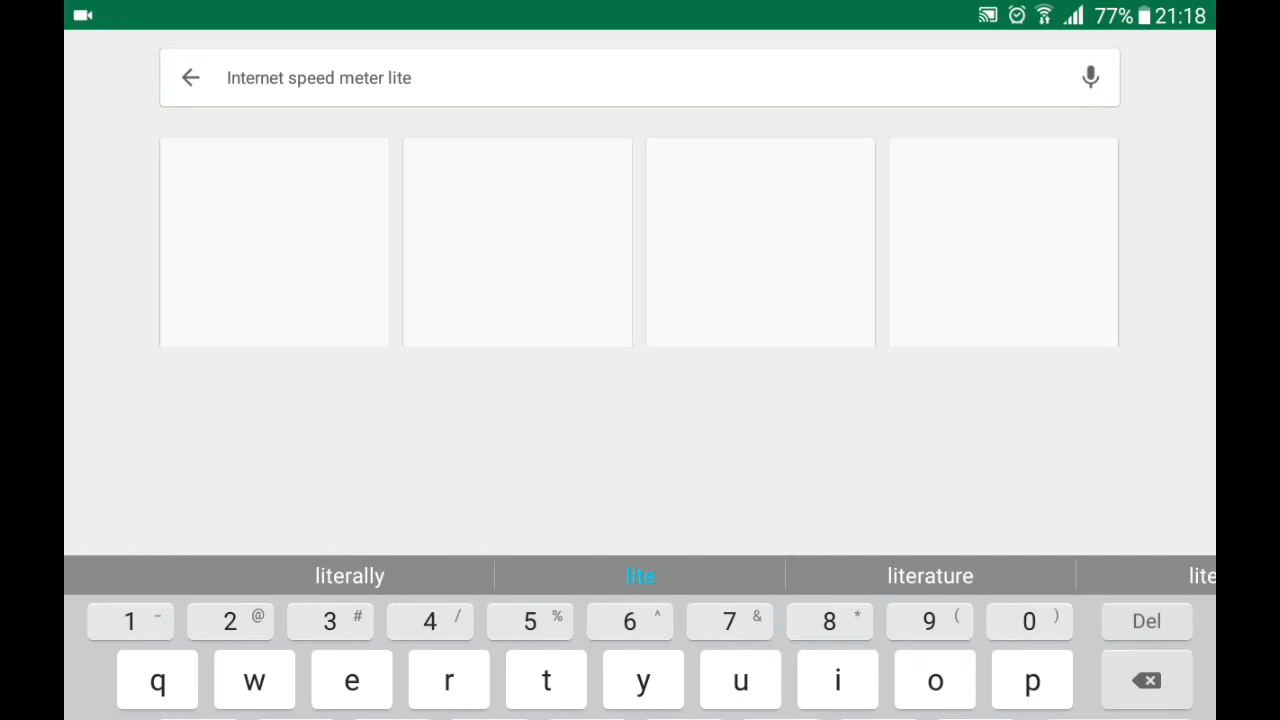 77% 21:18
Internet speed meter lite
literally lite literature lite
1 - 2 @ 3 # 4 / 5 % 6 ^ 7 & 8 * 9 ( 0 ) Del
q w e r t y u i o p